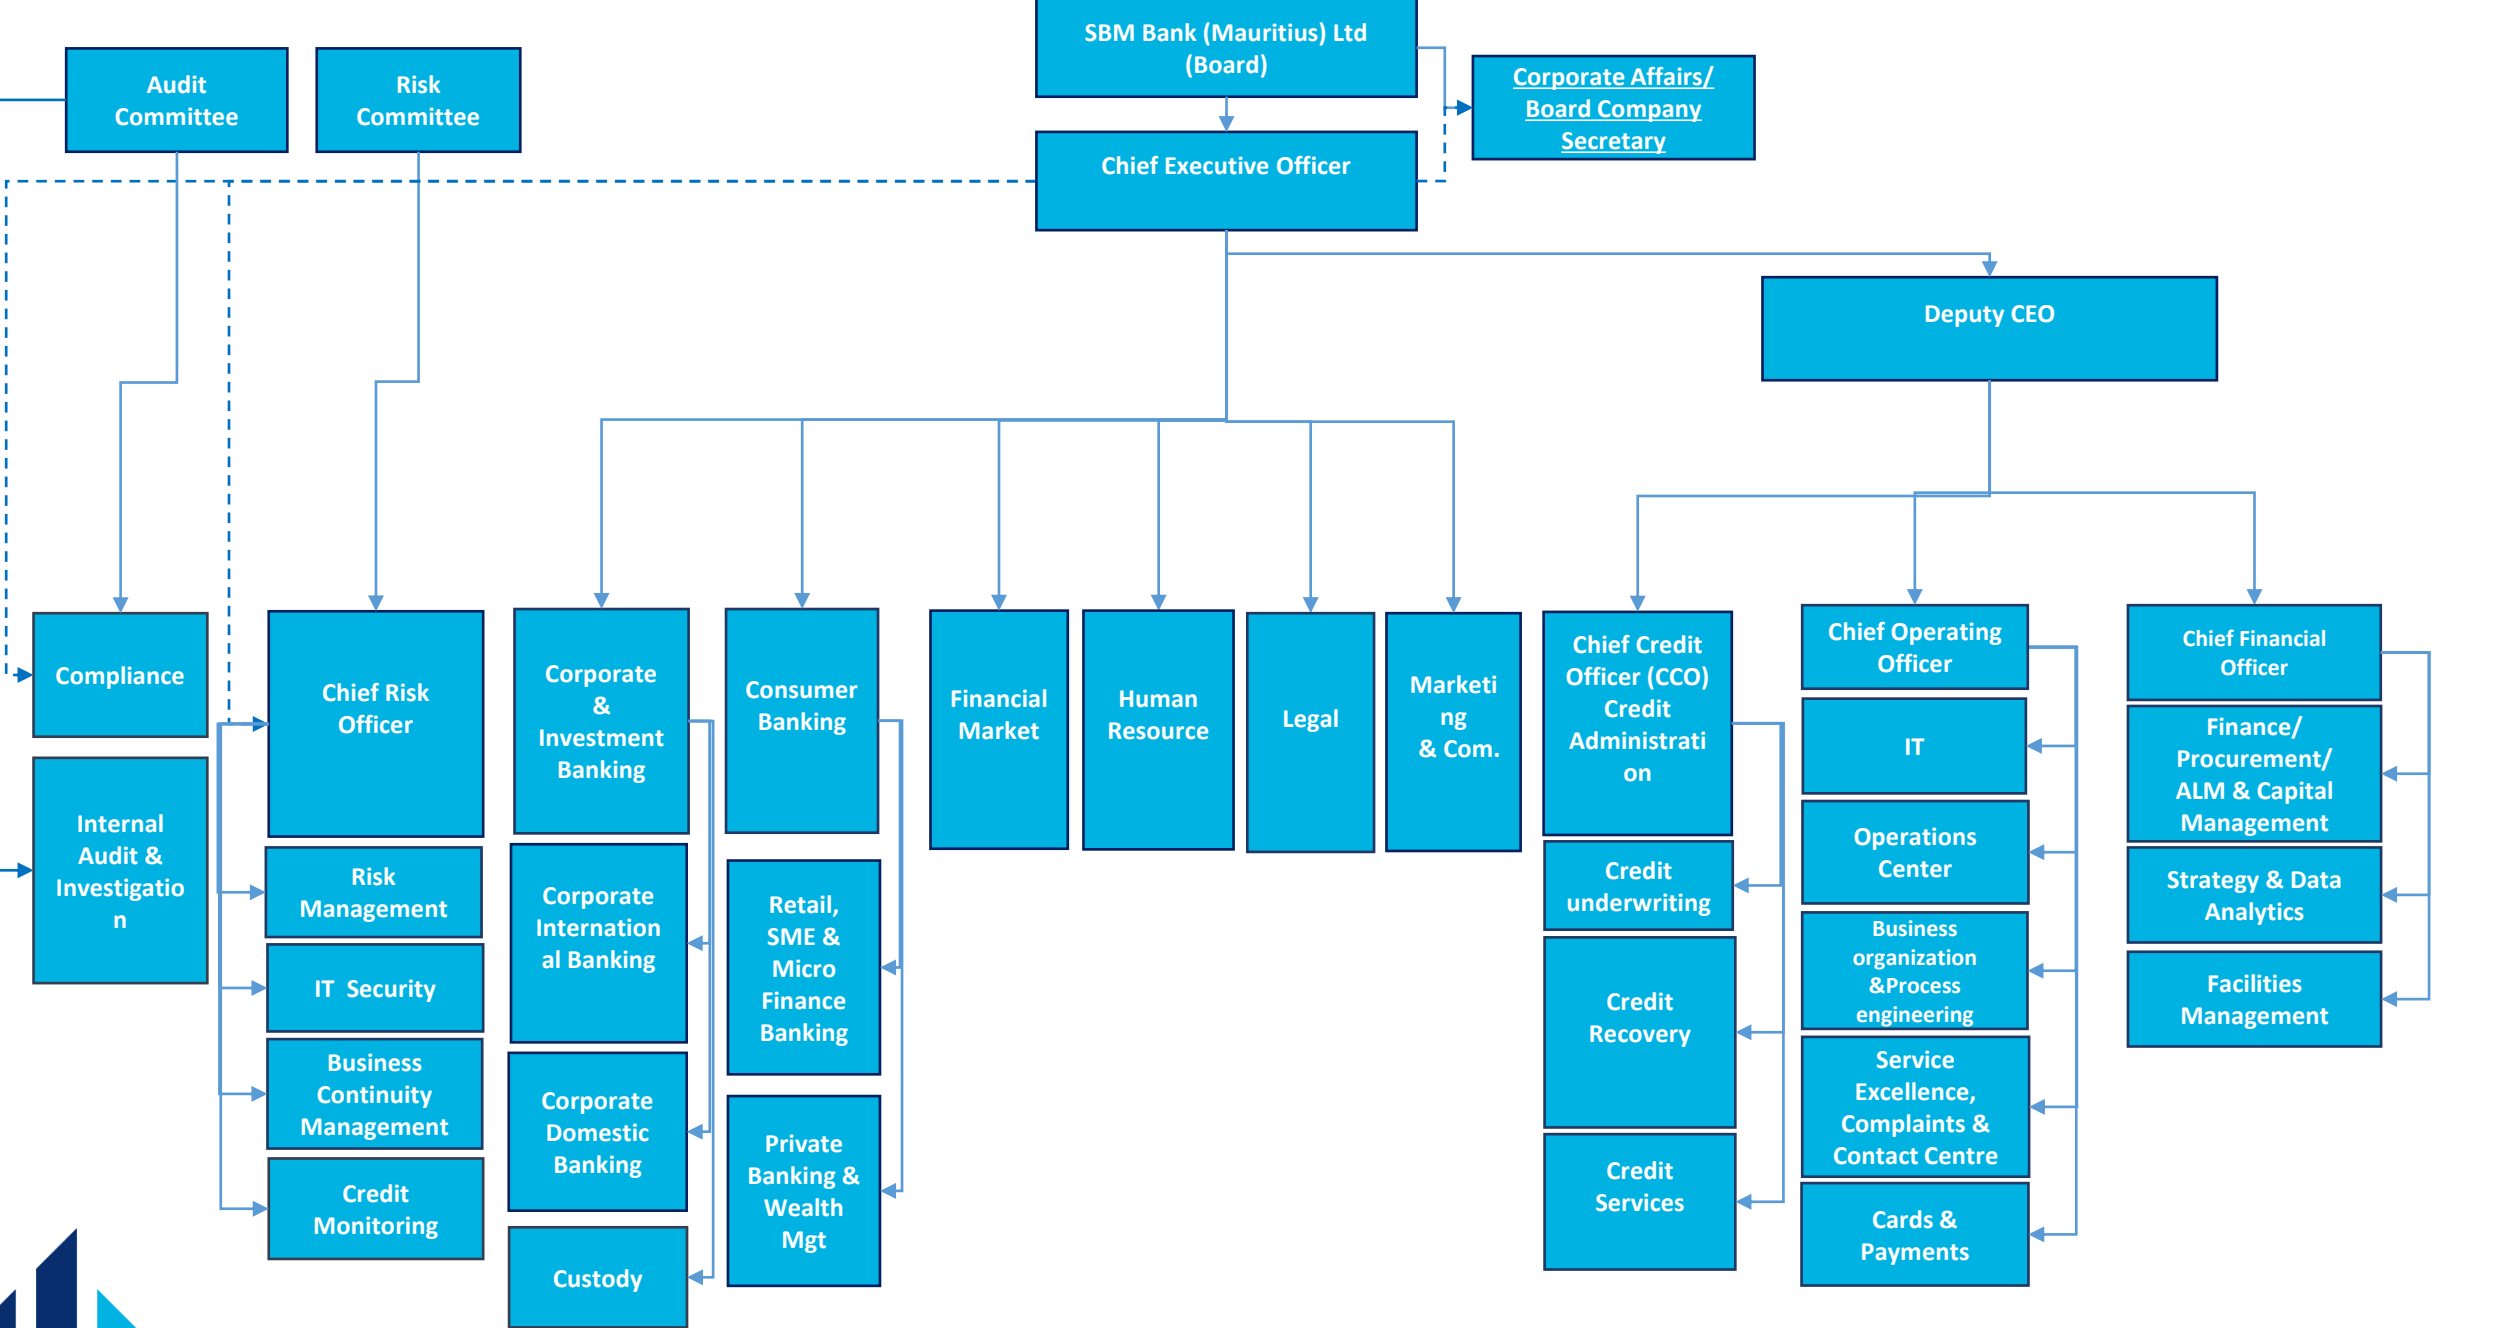 SBM Bank (Mauritius) Ltd
(Board)
Audit
Committee
Risk
Committee
Corporate Affairs/
Board Company
Secretary
Chief Executive Officer
Deputy CEO
Compliance
Internal
Audit &
Investigatio
n
Chief Risk
Officer
Risk
Management
IT  Security
Business
Continuity
Management
Credit
Monitoring
Corporate
&
Investment
Banking
Corporate
Internation
al Banking
Corporate
Domestic
Banking
Custody
Consumer
Banking
Retail,
SME &
Micro
Finance
Banking
Private
Banking &
Wealth
Mgt
Financial
Market
Human
Resource
Legal
Marketi
ng
& Com.
Chief Credit
Officer (CCO)
Credit
Administrati
on
Credit
underwriting
Credit
Recovery
Credit
Services
Chief Operating
Officer
IT
Operations
Center
Business
organization
&Process
engineering
Service
Excellence,
Complaints &
Contact Centre
Cards &
Payments
Chief Financial
Officer
Finance/
Procurement/
ALM & Capital
Management
Strategy & Data
Analytics
Facilities
Management